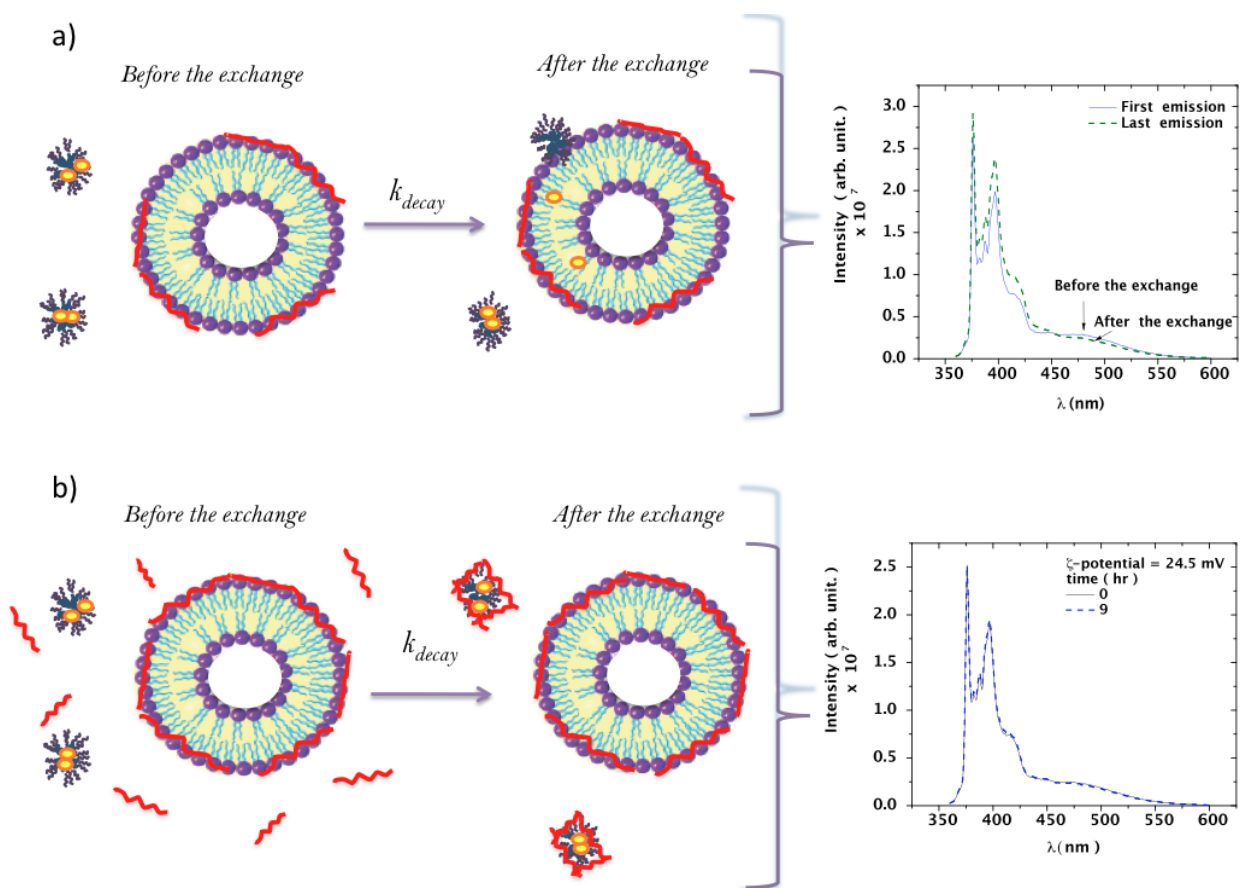 a)
Before the exchange
After the exchange
k decay
Intensity ( arb. unit. )
x 10 7
3.0
2.5
2.0
1.5
1.0
0.5
0.0
First emission
Last emission
Before the exchange
After the exchange
350 400 450 500 550 600
λ (nm)
b)
Before the exchange
After the exchange
k decay
Intensity ( arb. unit. )
x 10 7
2.5
2.0
1.5
1.0
0.5
0.0
ζ-potential = 24.5 mV
time ( hr )
0
9
350 400 450 500 550 600
λ( nm )